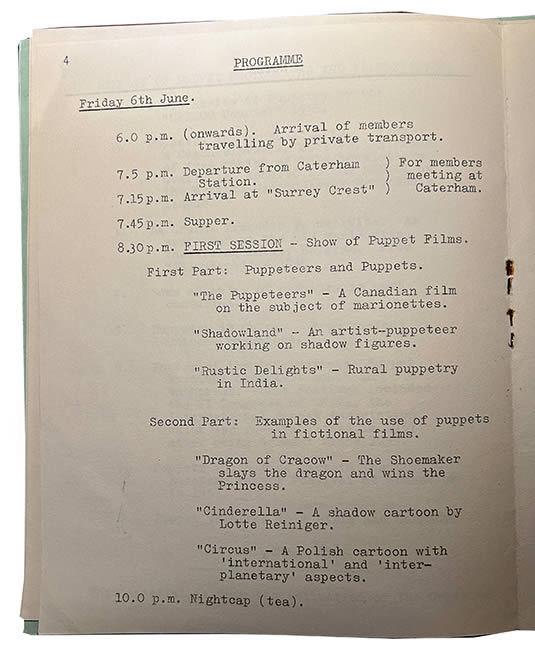 4
PROGRAMME
Friday 6th June.
6.0 p.m. (onwards). Arrival of members
travelling by private transport.
7.5 p.m. Departure from Caterham ) For members
Station. ) meeting at
7.15p.m. Arrival at "Surrey Crest" ) Caterham.
7.45p.m. Supper.
8.30p.m. FIRST SESSION - Show of Puppet Films.
First Part: Puppeteers and Puppets.
"The Puppeteers" - A Canadian film
on the subject of marionettes.
"Shadowland" - An artist-puppeteer
working on shadow figures.
"Rustic Delights" - Rural puppetry
in India.
Second Part: Examples of the use of puppets
in fictional films.
"Dragon of Cracow" - The Shoemaker
slays the dragon and wins the
Princess.
"Cinderella" - A shadow cartoon by
Lotte Reiniger.
"Circus" - A Polish cartoon with
'international' and 'inter-
planetary' aspects.
10.0 p.m. Nightcap (tea).